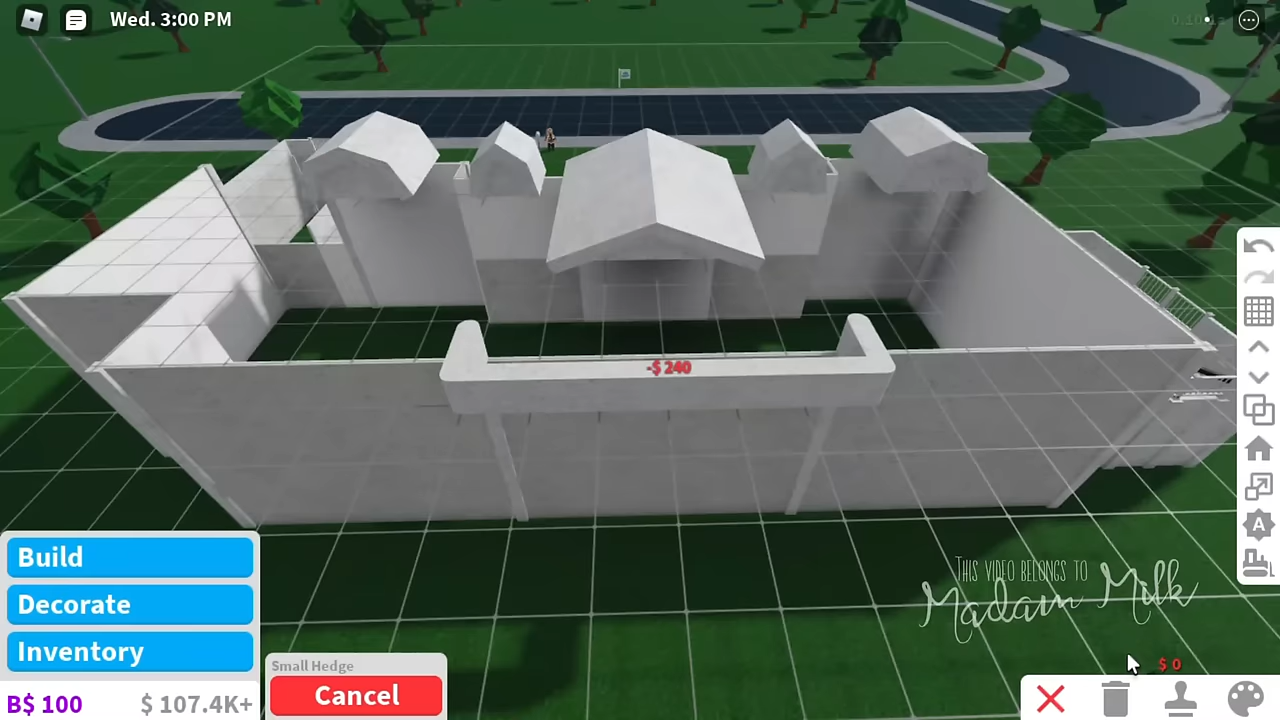 Wed. 3:00 PM
-$ 240
Build
Decorate
Inventory
B$ 100
$ 107.4K+
Small Hedge
Cancel
THIS VIDEO BELONGS TO
Madam Milk
$ 0
A